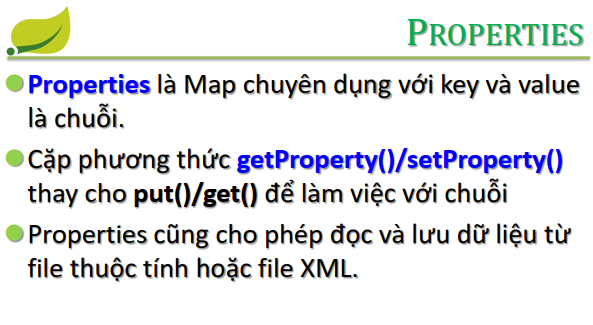 PROPERTIES
Properties là Map chuyên dụng với key và value
là chuỗi.
Cặp phương thức getProperty()/setProperty()
thay cho put()/get() để làm việc với chuỗi
Properties cũng cho phép đọc và lưu dữ liệu từ
file thuộc tính hoặc file XML.